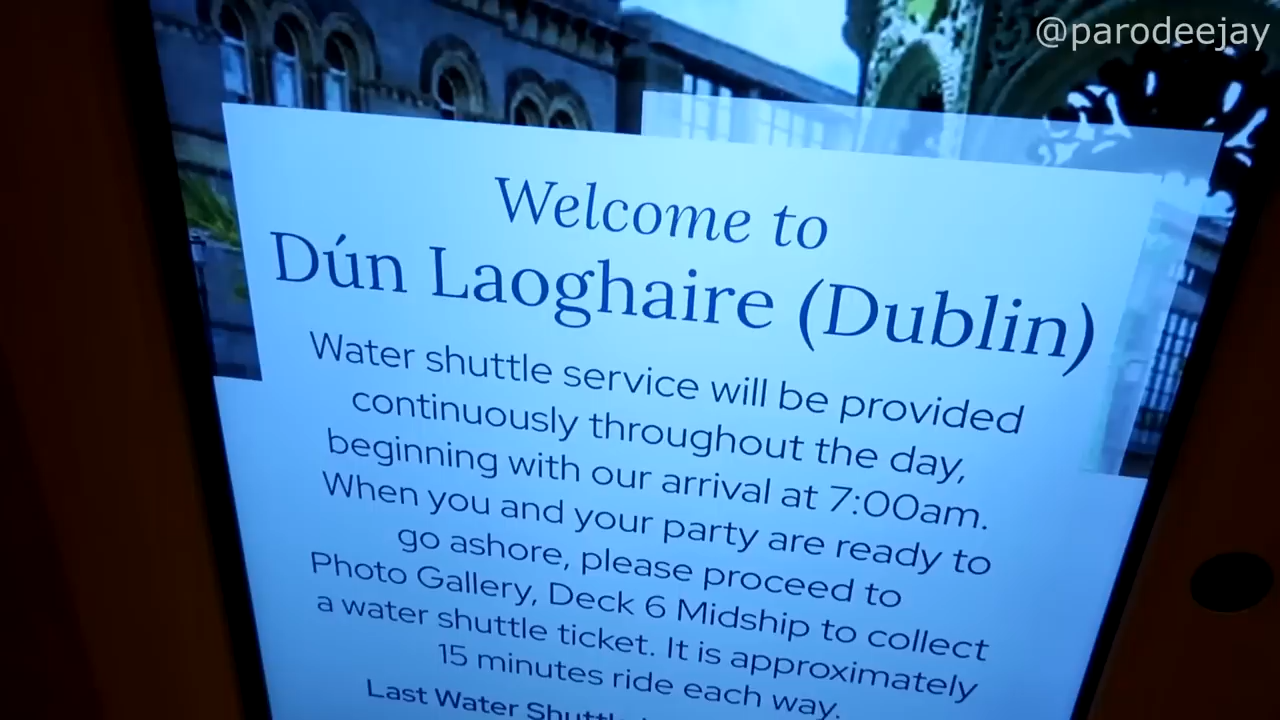 @parodeejay
Welcome to
Dún Laoghaire (Dublin)
Water shuttle service will be provided
continuously throughout the day,
beginning with our arrival at 7:00am.
When you and your party are ready to
go ashore, please proceed to
Photo Gallery, Deck 6 Midship to collect
a water shuttle ticket. It is approximately
15 minutes ride each way.
Last Water